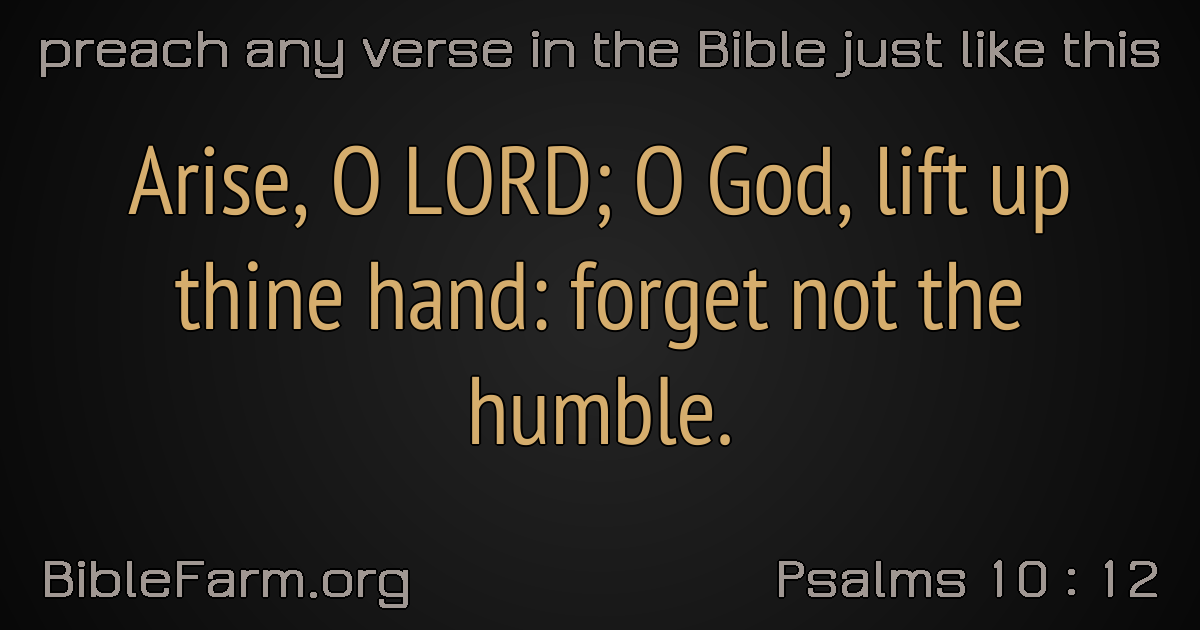 preach any verse in the Bible just like this
Arise, O LORD; O God, lift up
thine hand: forget not the
humble.
BibleFarm.org
Psalms 10 : 12